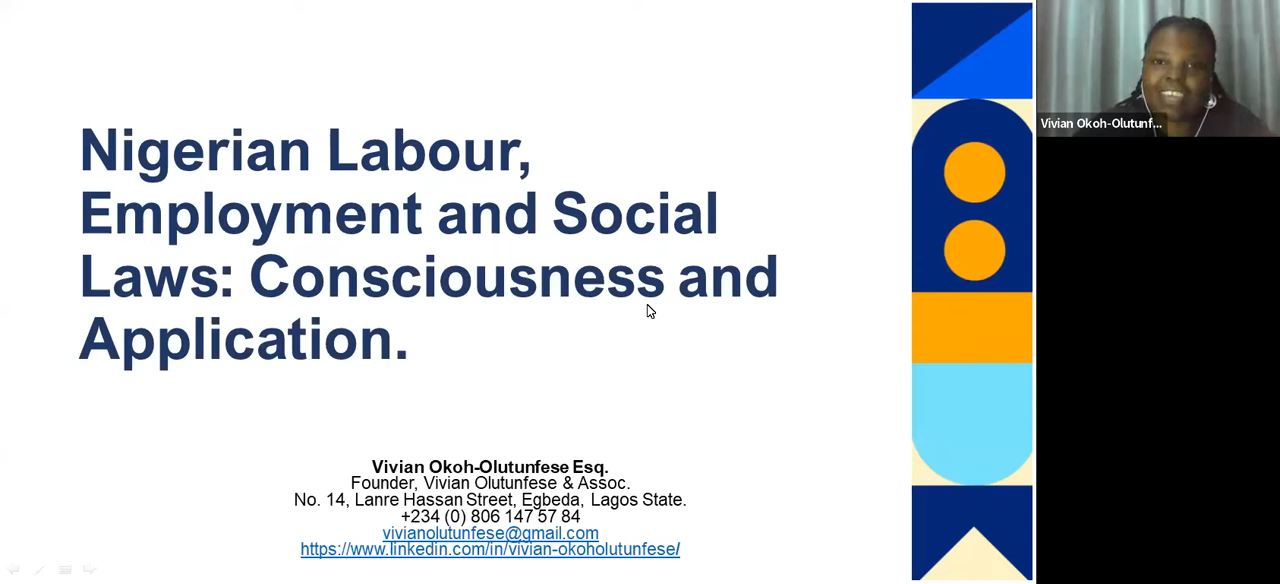 Nigerian Labour,
Employment and Social
Laws: Consciousness and
Application.
Vivian Okoh-Olutunfese Esq.
Founder, Vivian Olutunfese & Assoc.
No. 14, Lanre Hassan Street, Egbeda, Lagos State.
+234 (0) 806 147 57 84
vivianolutunfese@gmail.com
https://www.linkedin.com/in/vivian-okoholutunfese/
Vivian Okoh-Olutunf...